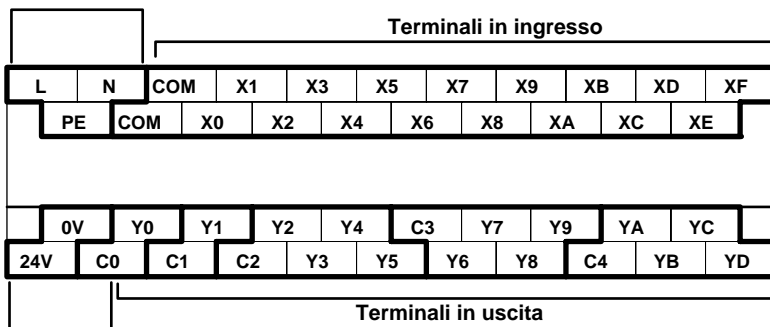 Terminali in ingresso
L N COM X1 X3 X5 X7 X9 XB XD XF
PE COM X0 X2 X4 X6 X8 XA XC XE
0V Y0 Y1 Y2 Y4 C3 Y7 Y9 YA YC
24V C0 C1 C2 Y3 Y5 Y6 Y8 C4 YB YD
Terminali in uscita